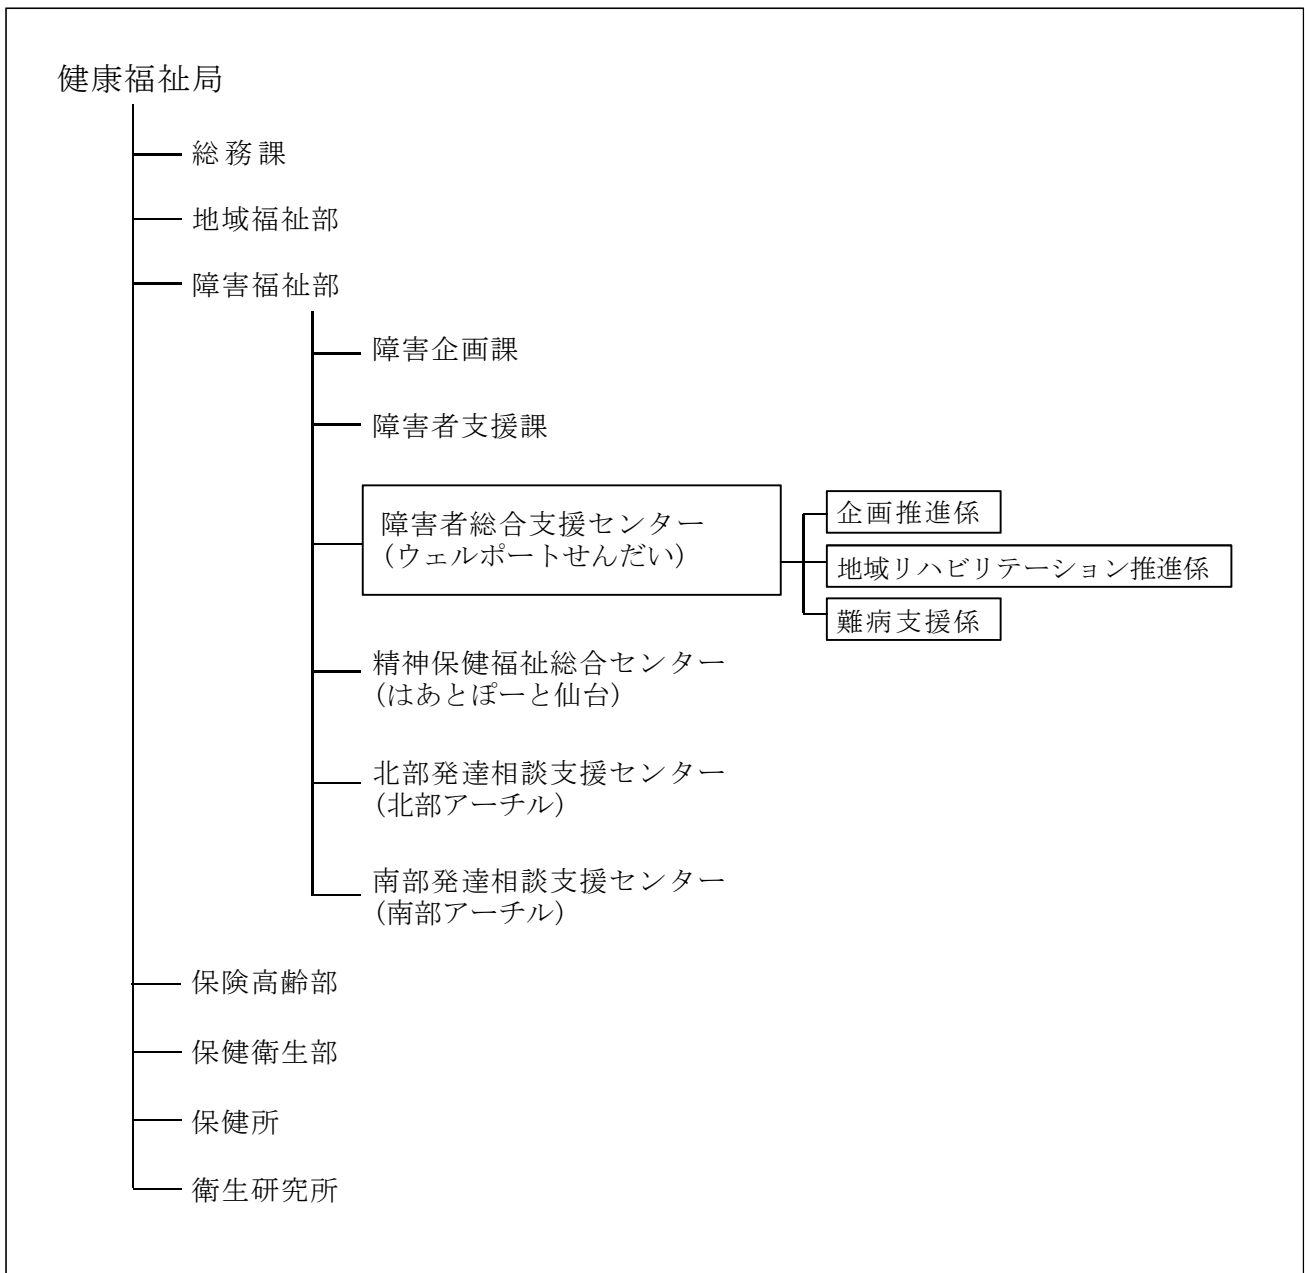 健康福祉局
総務課
地域福祉部
障害福祉部
障害企画課
障害者支援課
障害者総合支援センター
(ウェルポートせんだい)
企画推進係
地域リハビリテーション推進係
難病支援係
精神保健福祉総合センター
(はあとぽーと仙台)
北部発達相談支援センター
(北部アーチル)
南部発達相談支援センター
(南部アーチル)
保険高齢部
保健衛生部
保健所
衛生研究所